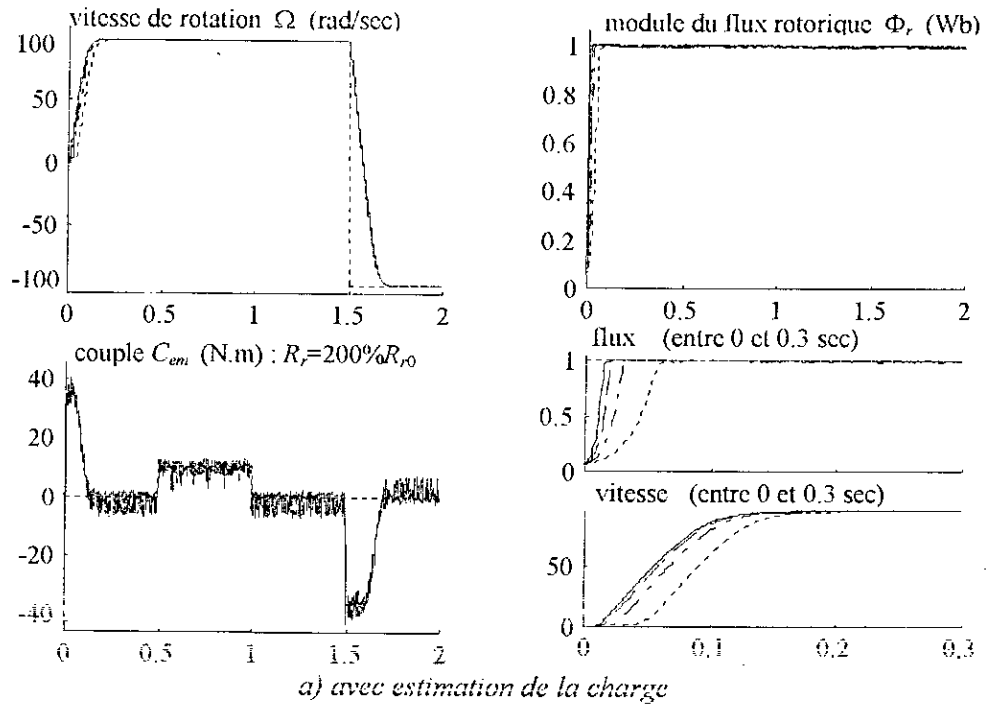 vitesse de rotation Ω (rad/sec)
100
50
0
-50
-100
0 0.5 1 1.5 2
module du flux rotorique Φr (Wb)
1
0.8
0.6
0.4
0.2
0
0 0.5 1 1.5 2
couple Cem (N.m) : Rr=200%Rr0
40
20
0
-20
-40
0 0.5 1 1.5 2
flux (entre 0 et 0.3 sec)
1
0.5
0
vitesse (entre 0 et 0.3 sec)
50
0
0 0.1 0.2 0.3
a) avec estimation de la charge